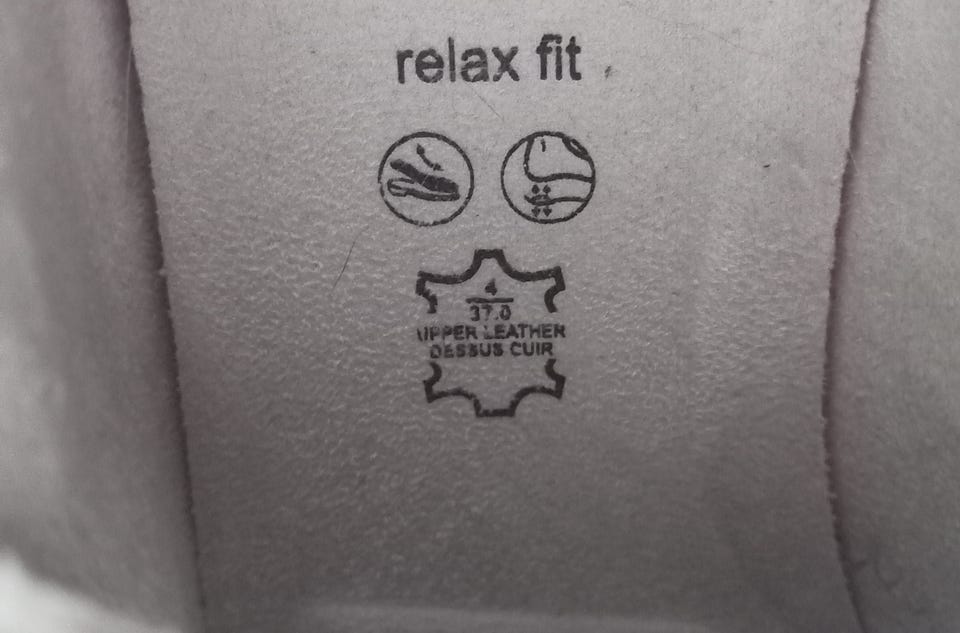 relax fit
4
37.0
UPPER LEATHER
DESSUS CUIR